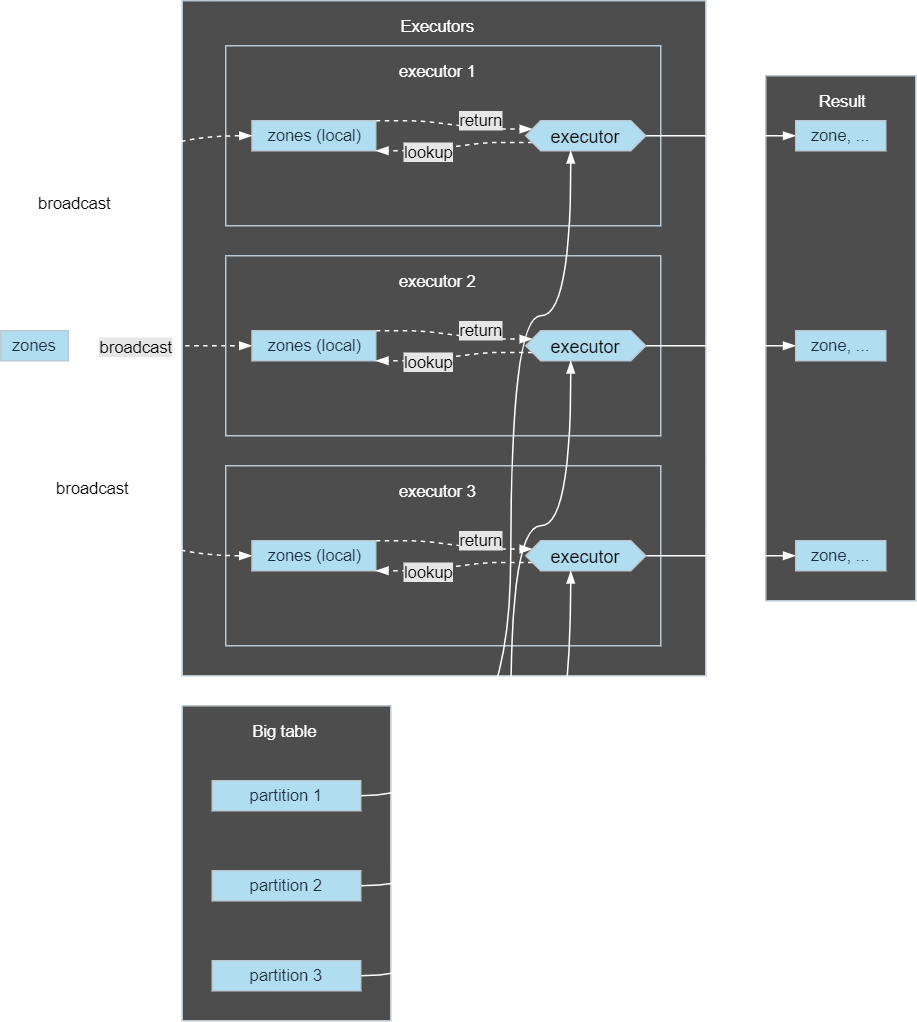 Executors
executor 1
zones (local)
return
lookup
executor
broadcast
executor 2
zones
broadcast
zones (local)
return
lookup
executor
broadcast
executor 3
zones (local)
return
lookup
executor
Result
zone, ...
zone, ...
zone, ...
Big table
partition 1
partition 2
partition 3